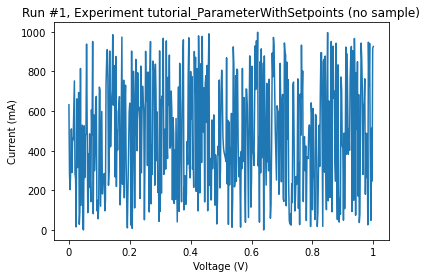 Run #1, Experiment tutorial_ParameterWithSetpoints (no sample)
1000
800
600
400
200
0
Current (mA)
0.0 0.2 0.4 0.6 0.8 1
Voltage (V)